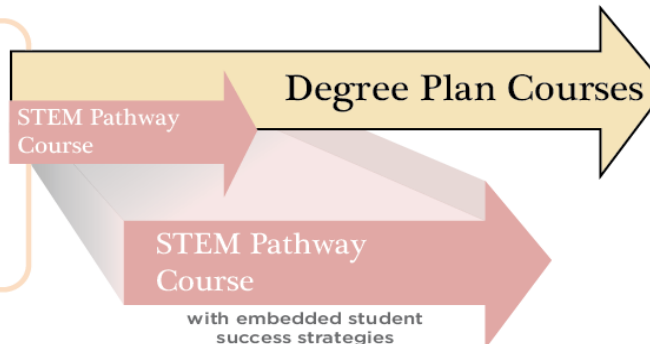 Degree Plan Courses
STEM Pathway
Course
STEM Pathway
Course
with embedded student
success strategies